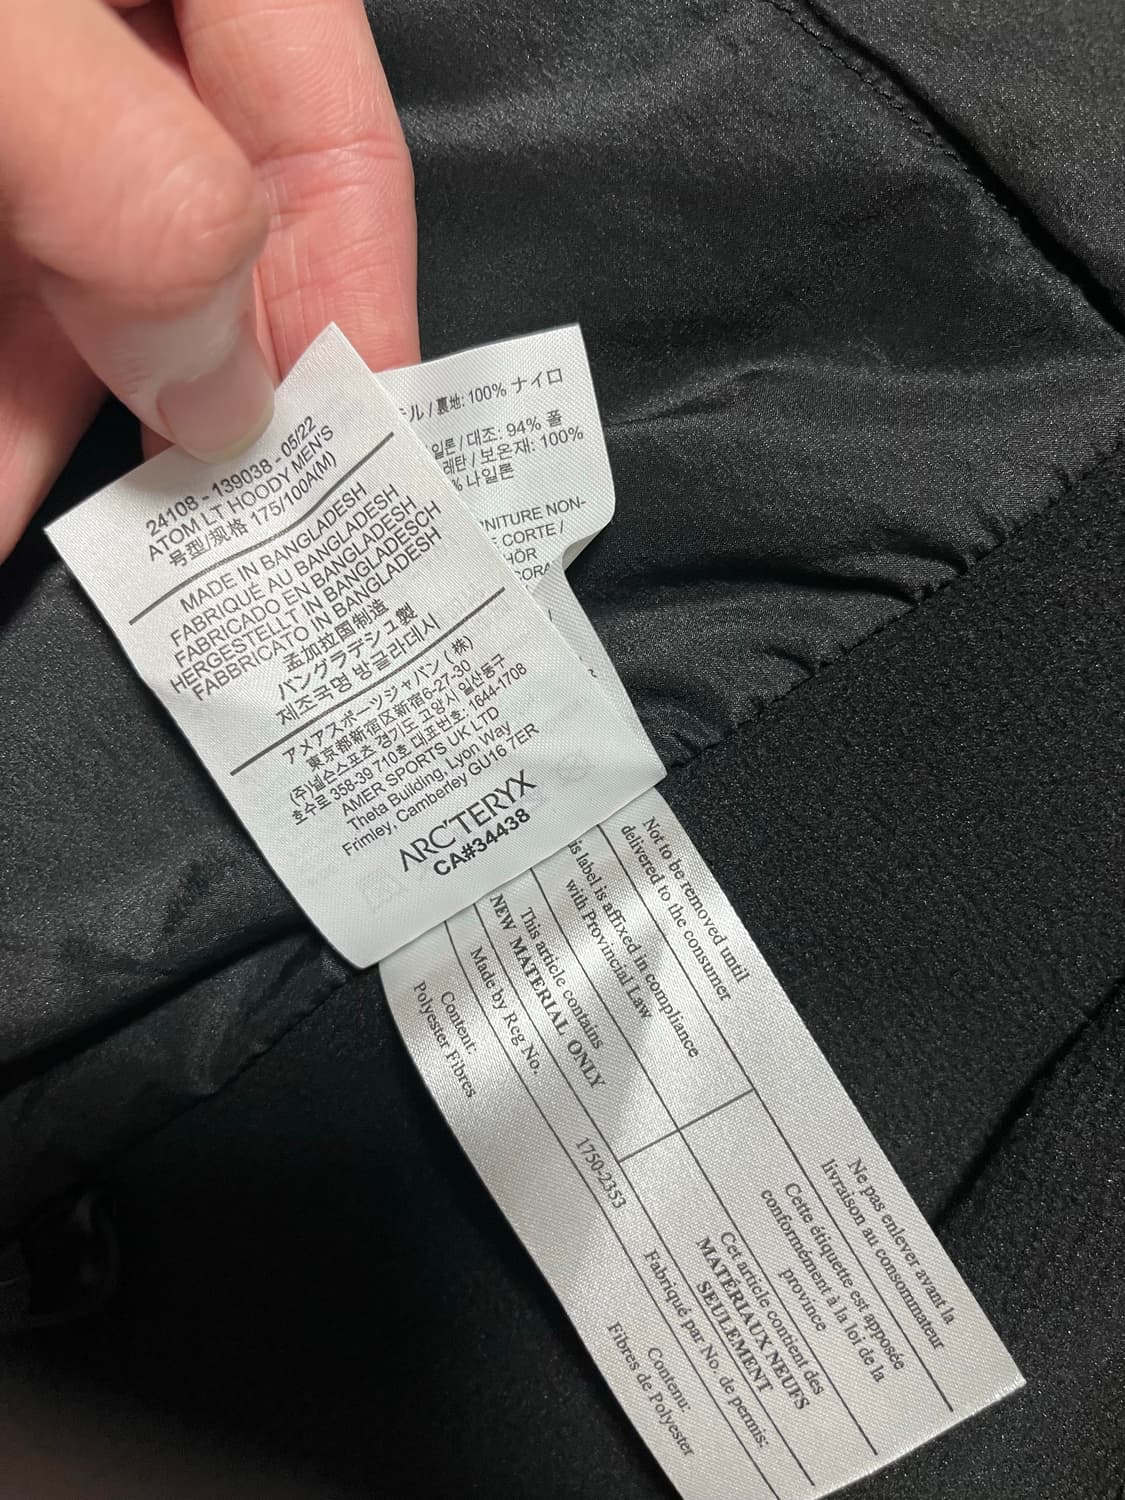 24108 - 139038 - 05/22
ATOM LT HOODY MEN'S
号型/规格 175/100A(M)
MADE IN BANGLADESH
FABRIQUÉ AU BANGLADESH
FABRICADO EN BANGLADESH
HERGESTELLT IN BANGLADESCH
FABBRICATO IN BANGLADESH
孟加拉国制造
バングラデシュ製
제조국명 방글라데시
アメアスポーツジャパン(株)
東京都新宿区新宿6-27-30
(주)넬슨스포츠 경기도 고양시 일산동구
호수로 358-39 710호 대표번호: 1644-1708
AMER SPORTS UK LTD
Theta Building, Lyon Way
Frimley, Camberley GU16 7ER
ARC'TERYX
CA#34438
ル / 裏地: 100% ナイロ
일론 / 대조: 94% 폴
레탄 / 보온재: 100%
% 나일론
NITURE NON-
CORTE /
HÖR
CORA
Not to be removed until
delivered to the consumer
is label is affixed in compliance
with Provincial Law
This article contains
NEW MATERIAL ONLY
Made by Reg No.
1750-2353
Content:
Polyester Fibres
Ne pas enlever avant la
livraison au consommateur
Cette étiquette est apposée
conformément à la loi de la
province
Cet article contient des
MATÉRIAUX NEUFS
SEULEMENT
Fabriqué par No. de permis:
Contenu:
Fibres de Polyester